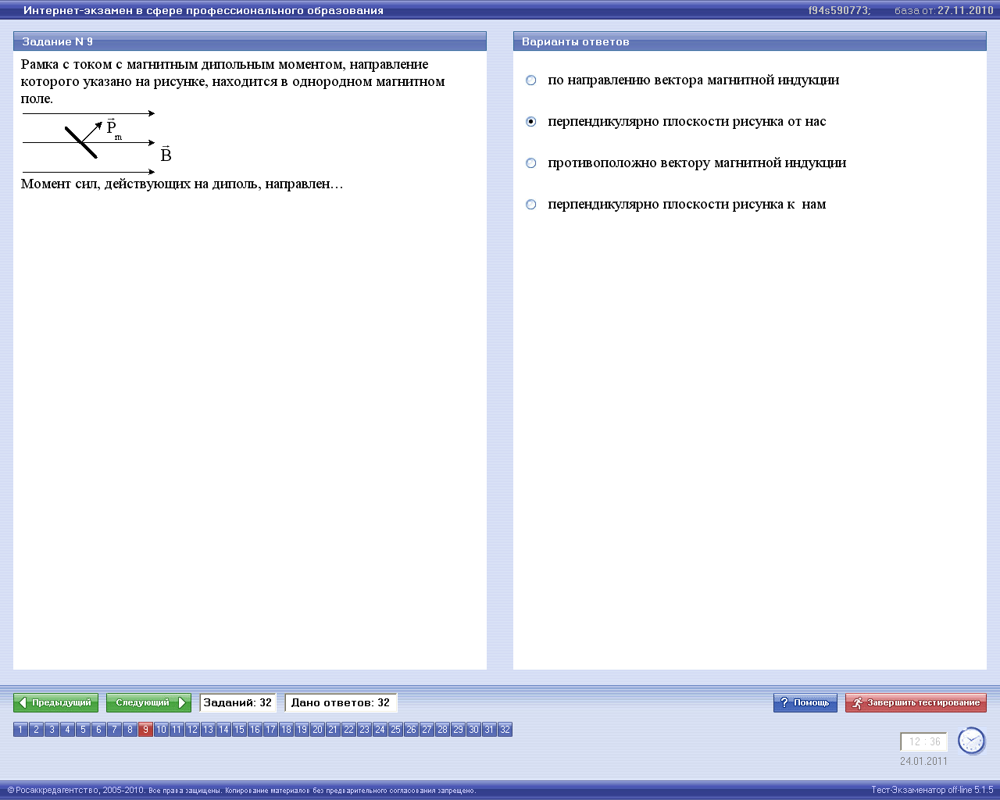 Интернет-экзамен в сфере профессионального образования
f94s590773; база от: 27.11.2010
Задание N 9
Рамка с током с магнитным дипольным моментом, направление
которого указано на рисунке, находится в однородном магнитном
поле.
P m
B
Момент сил, действующих на диполь, направлен…
Варианты ответов
по направлению вектора магнитной индукции
перпендикулярно плоскости рисунка от нас
противоположно вектору магнитной индукции
перпендикулярно плоскости рисунка к нам
Предыдущий Следующий Заданий: 32 Дано ответов: 32 ? Помощь Завершить тестирование
1 2 3 4 5 6 7 8 9 10 11 12 13 14 15 16 17 18 19 20 21 22 23 24 25 26 27 28 29 30 31 32
12 : 36
24.01.2011
© Росаккредагентство, 2005-2010. Все права защищены. Копирование материалов без предварительного согласования запрещено. Тест-Экзаменатор off-line 5.1.5